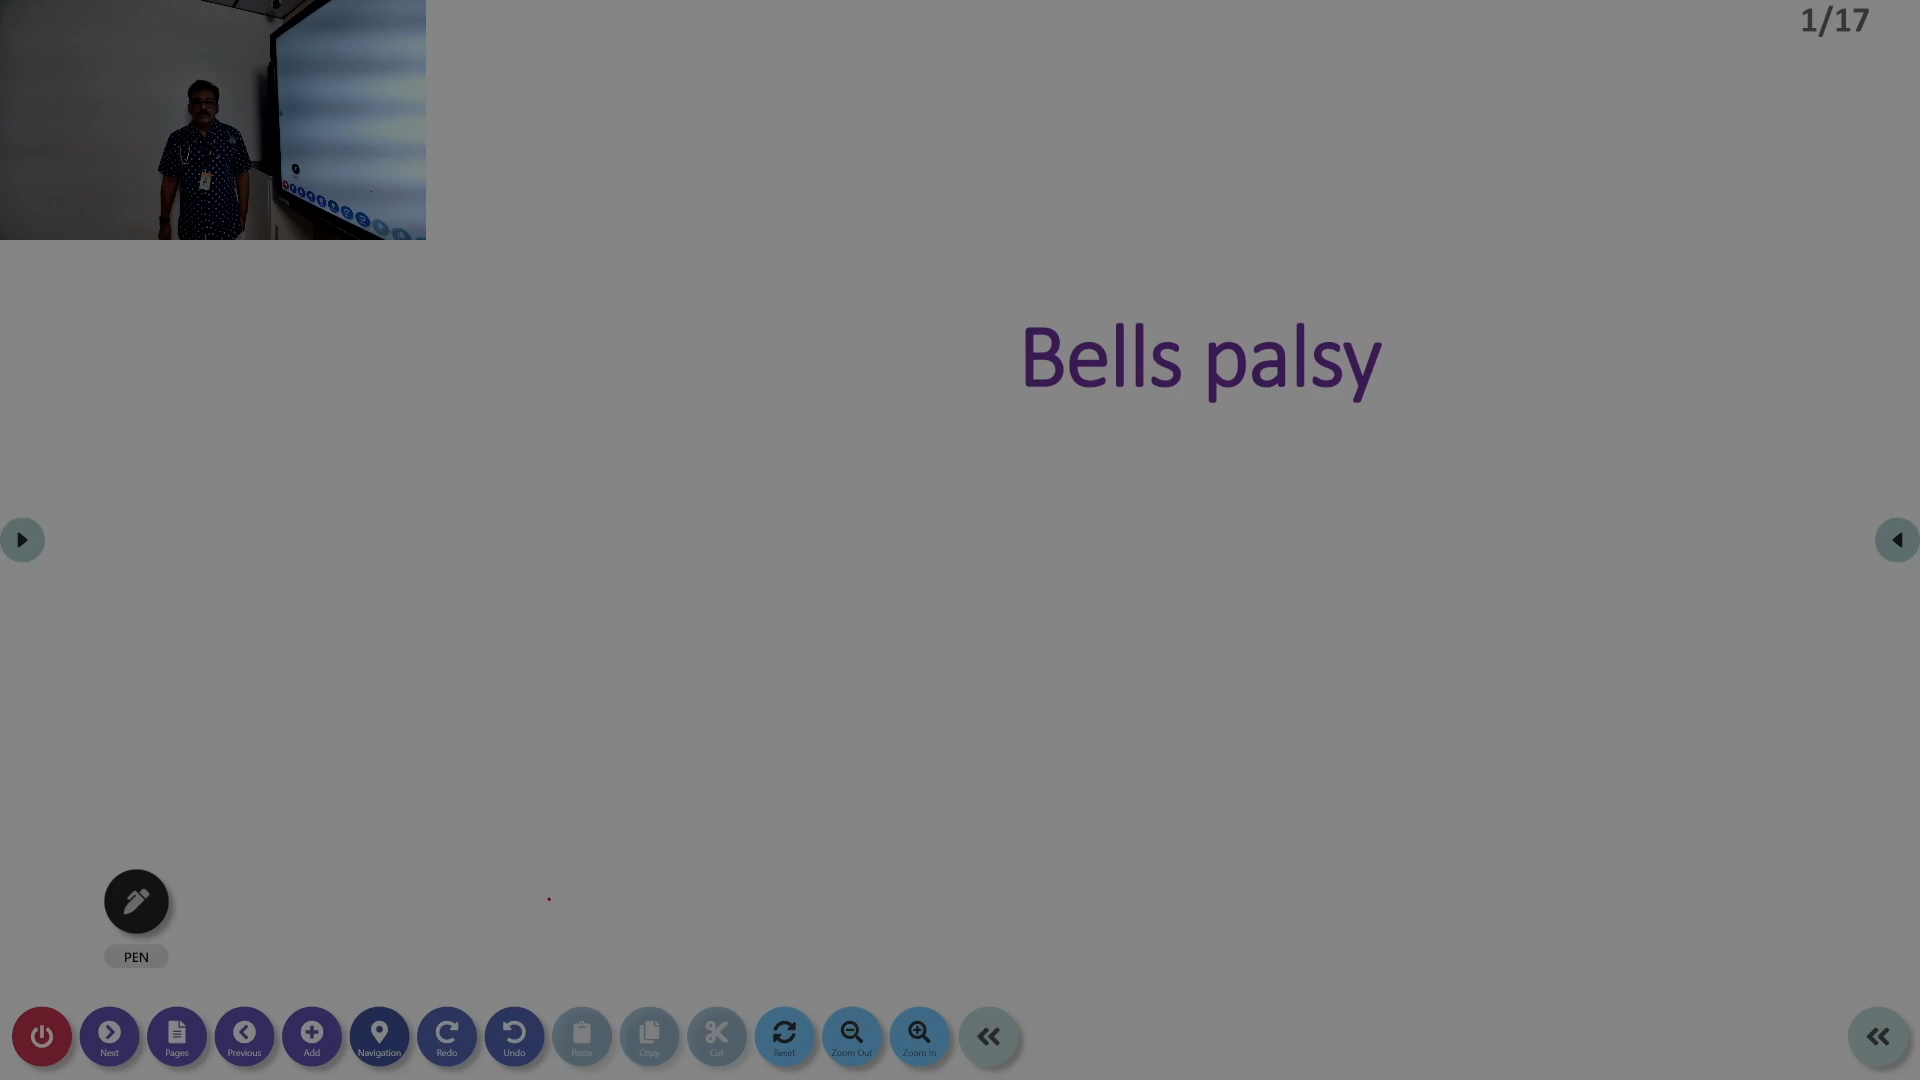 1/17
Bells palsy
PEN
Next
Pages
Previous
Add
Navigation
Redo
Undo
Paste
Copy
Cut
Reset
Zoom Out
Zoom In